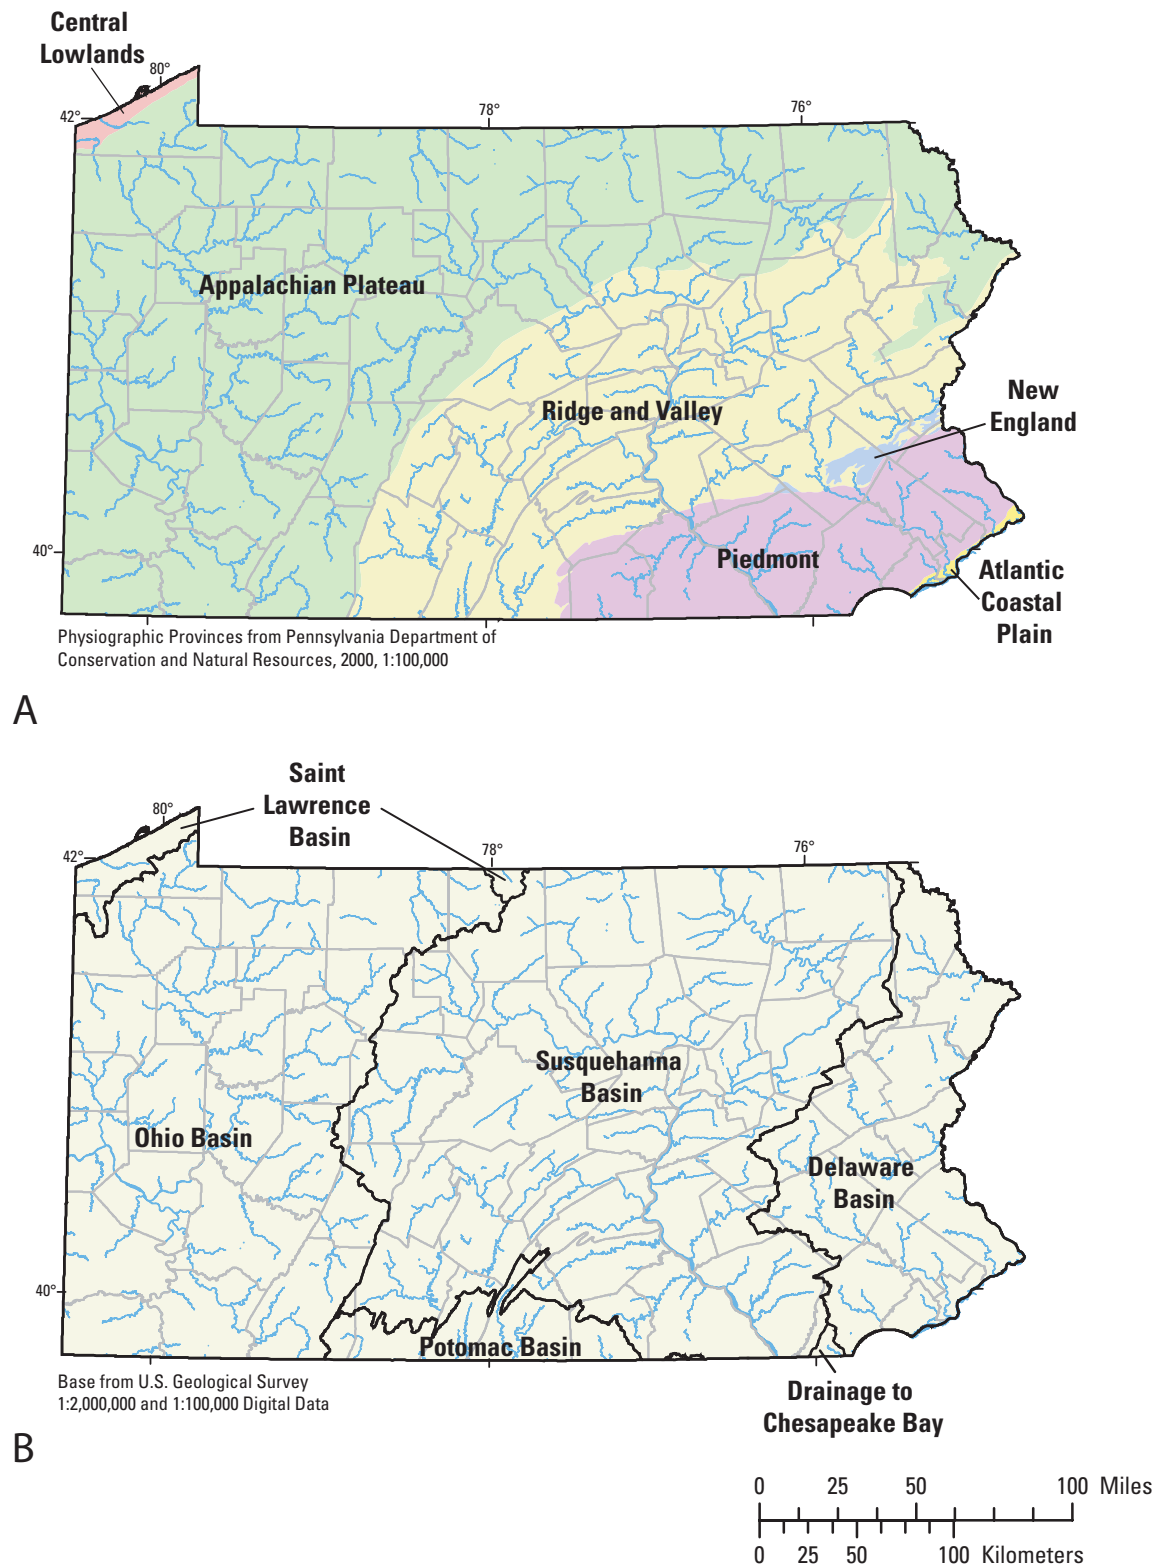 Central
Lowlands
80°
42°
78°
76°
Appalachian Plateau
Ridge and Valley
New
England
40°
Piedmont
Atlantic
Coastal
Plain
Physiographic Provinces from Pennsylvania Department of
Conservation and Natural Resources, 2000, 1:100,000
A
Saint
Lawrence
Basin
80°
42°
78°
76°
Susquehanna
Basin
Ohio Basin
Delaware
Basin
40°
Potomac Basin
Base from U.S. Geological Survey
1:2,000,000 and 1:100,000 Digital Data
Drainage to
Chesapeake Bay
B
0 25 50 100 Miles
0 25 50 100 Kilometers